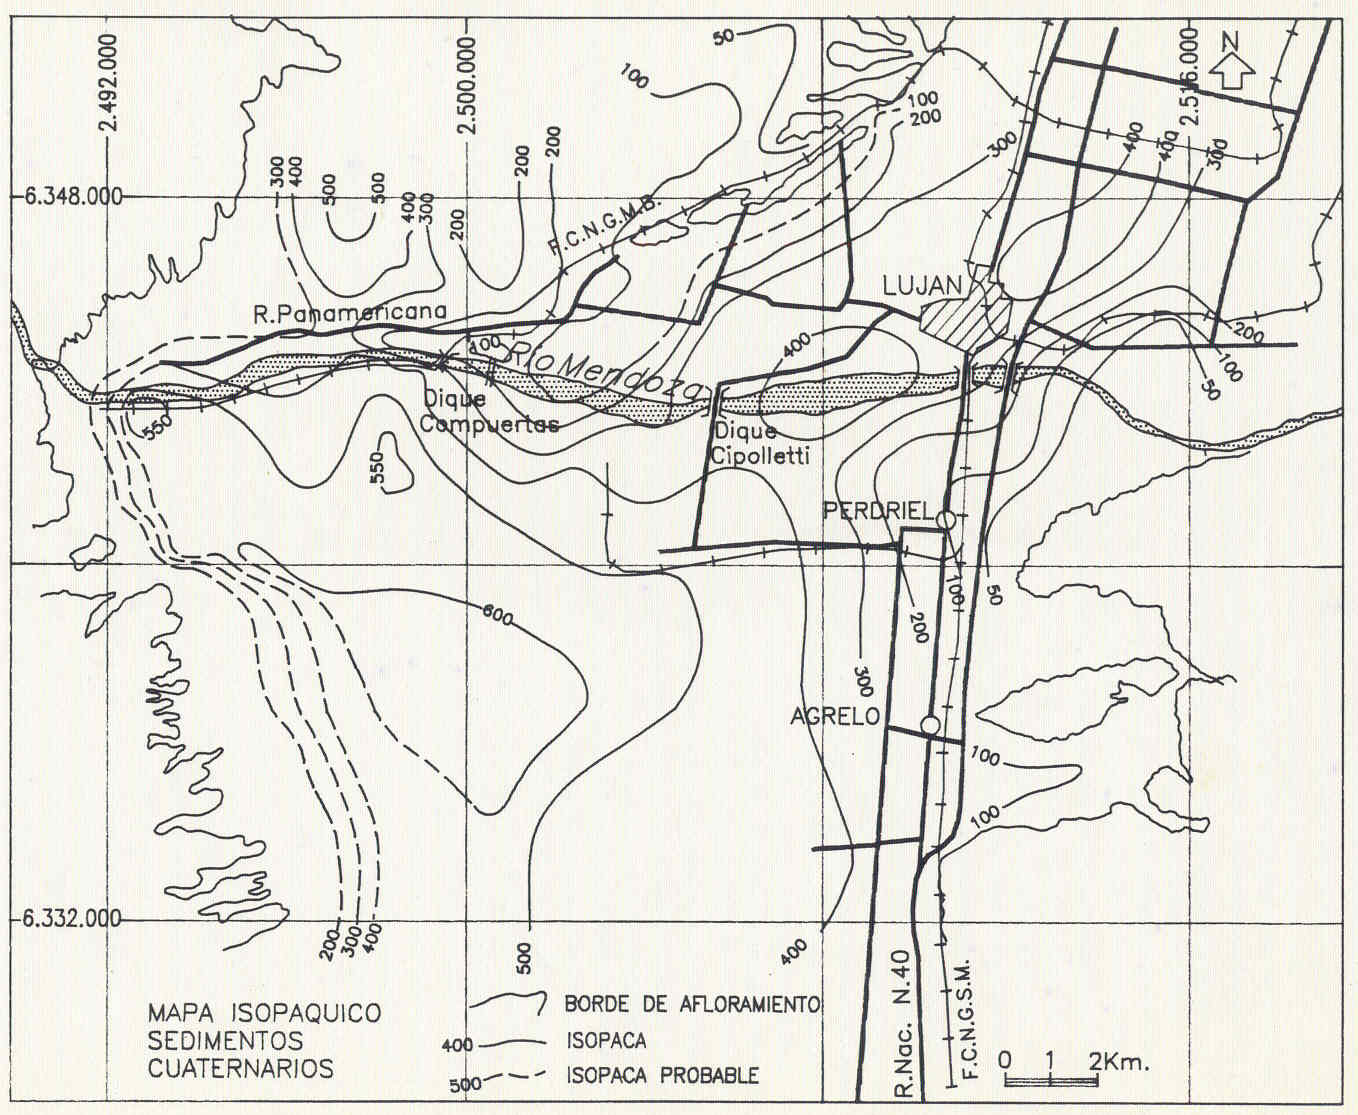 2.492.000
2.500.000
2.516.000
N
50
100
100
200
300
400
400
300
200
200
300
400
500
500
400
300
200
6.348.000
F.C.N.G.M.B.
LUJAN
R.Panamericana
400
Rio Mendoza
400
200
100
50
Dique
Compuertas
550
550
Dique
Cipolletti
PERDRIEL
100
50
200
600
300
AGRELO
100
100
6.332.000
200
300
400
500
400
R.Nac. N.40
F.C.N.G.S.M.
MAPA ISOPAQUICO
SEDIMENTOS
CUATERNARIOS
BORDE DE AFLORAMIENTO
400 ISOPACA
500 ISOPACA PROBABLE
0 1 2Km.